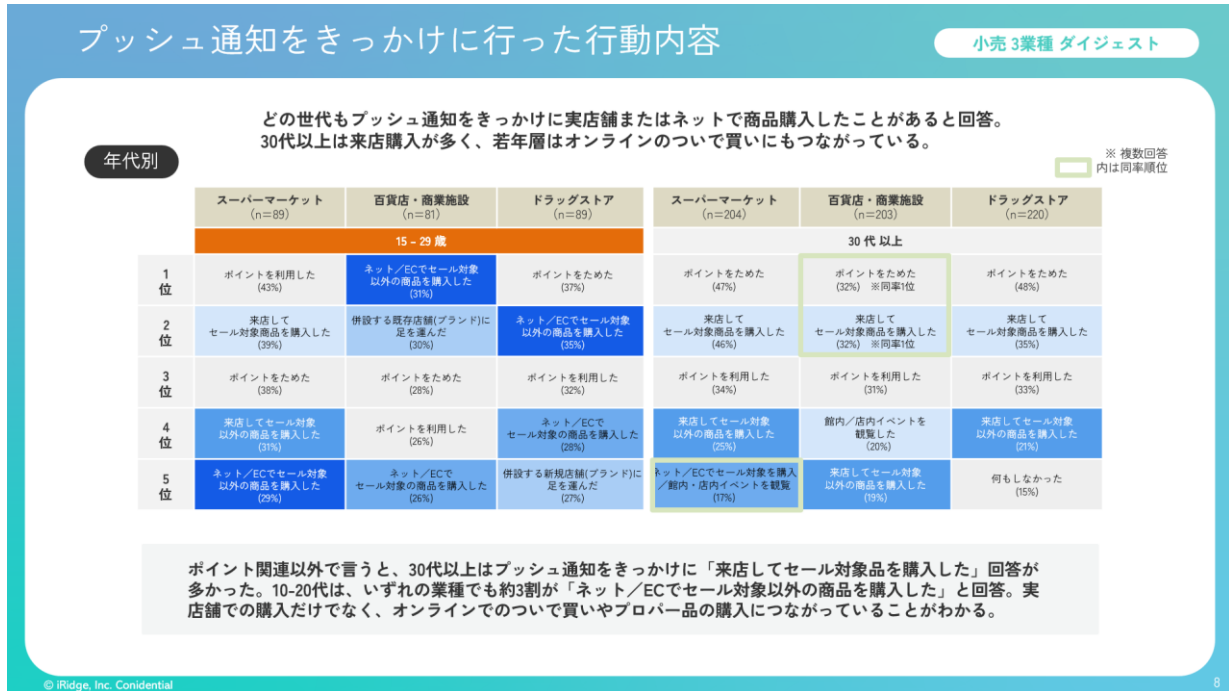 プッシュ通知をきっかけに行った行動内容
小売 3業種 ダイジェスト
どの世代もプッシュ通知をきっかけに実店舗またはネットで商品購入したことがあると回答。
30代以上は来店購入が多く、若年層はオンラインのついで買いにもつながっている。
年代別
※ 複数回答
内は同率順位
スーパーマーケット
(n=89)
百貨店・商業施設
(n=81)
ドラッグストア
(n=89)
スーパーマーケット
(n=204)
百貨店・商業施設
(n=203)
ドラッグストア
(n=220)
15 – 29 歳
30 代 以上
1
位
ポイントを利用した
(43%)
ネット/ECでセール対象
以外の商品を購入した
(31%)
ポイントをためた
(37%)
ポイントをためた
(47%)
ポイントをためた
(32%) ※同率1位
ポイントをためた
(48%)
2
位
来店して
セール対象商品を購入した
(39%)
併設する既存店舗(ブランド)に
足を運んだ
(30%)
ネット/ECでセール対象
以外の商品を購入した
(35%)
来店して
セール対象商品を購入した
(46%)
来店して
セール対象商品を購入した
(32%) ※同率1位
来店して
セール対象商品を購入した
(35%)
3
位
ポイントをためた
(38%)
ポイントをためた
(28%)
ポイントを利用した
(32%)
ポイントを利用した
(34%)
ポイントを利用した
(31%)
ポイントを利用した
(33%)
4
位
来店してセール対象
以外の商品を購入した
(31%)
ポイントを利用した
(26%)
ネット/ECで
セール対象の商品を購入した
(28%)
来店してセール対象
以外の商品を購入した
(25%)
館内/店内イベントを
観覧した
(20%)
来店してセール対象
以外の商品を購入した
(21%)
5
位
ネット/ECでセール対象
以外の商品を購入した
(29%)
ネット/ECで
セール対象の商品を購入した
(26%)
併設する新規店舗(ブランド)に
足を運んだ
(27%)
ネット/ECでセール対象を購入
/館内・店内イベントを観覧
(17%)
来店してセール対象
以外の商品を購入した
(19%)
何もしなかった
(15%)
ポイント関連以外で言うと、30代以上はプッシュ通知をきっかけに「来店してセール対象品を購入した」回答が
多かった。10-20代は、いずれの業種でも約3割が「ネット/ECでセール対象以外の商品を購入した」と回答。実
店舗での購入だけでなく、オンラインでのついで買いやプロパー品の購入につながっていることがわかる。
© iRidge, Inc. Conidential
8